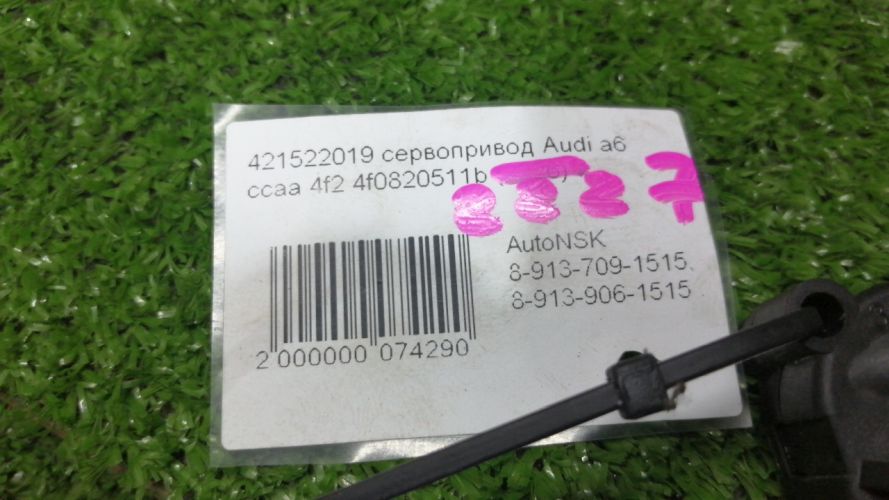 421522019 сервопривод Audi a6
ccaa 4f2 4f0820511b
AutoNSK
8-913-709-1515
8-913-906-1515
2 000000 074290